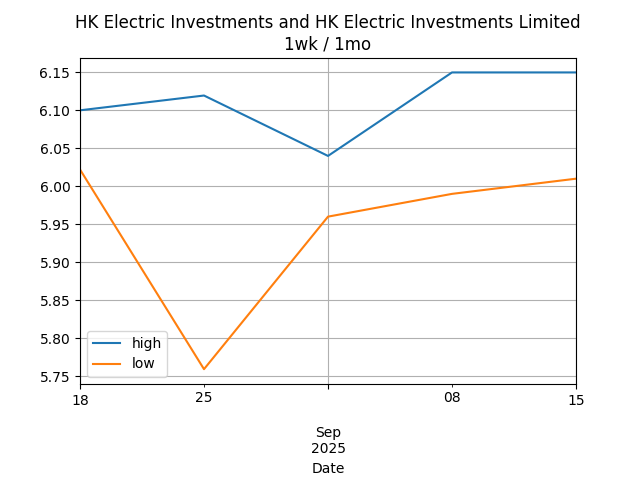 HK Electric Investments and HK Electric Investments Limited
1wk / 1mo
6.15
6.10
6.05
6.00
5.95
5.90
5.85
5.80
5.75
high
low
18
25
08
15
Sep
2025
Date